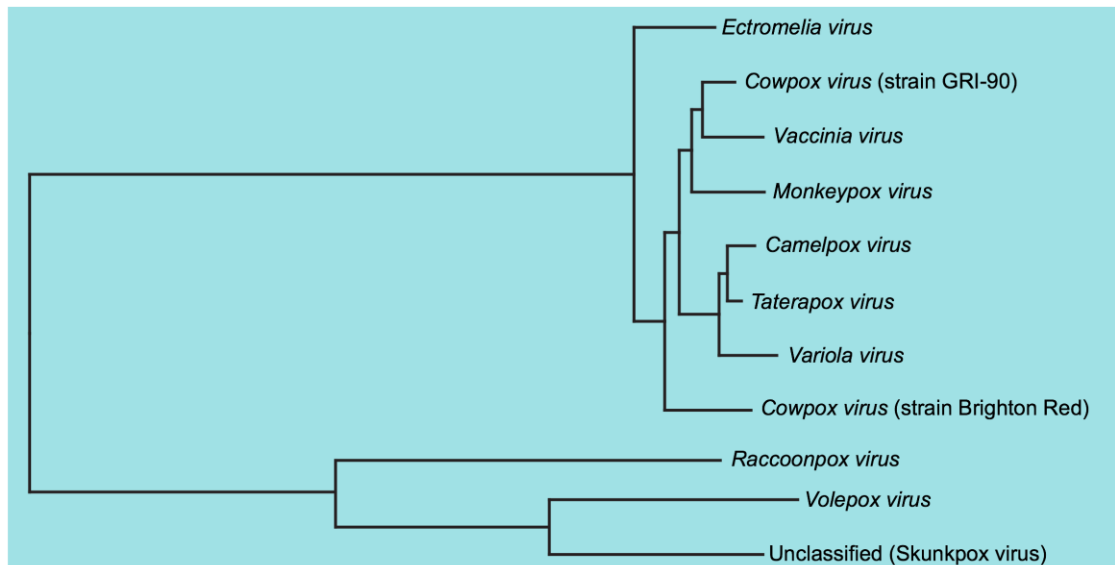 Ectromelia virus
Cowpox virus (strain GRI-90)
Vaccinia virus
Monkeypox virus
Camelpox virus
Taterapox virus
Variola virus
Cowpox virus (strain Brighton Red)
Raccoonpox virus
Volepox virus
Unclassified (Skunkpox virus)